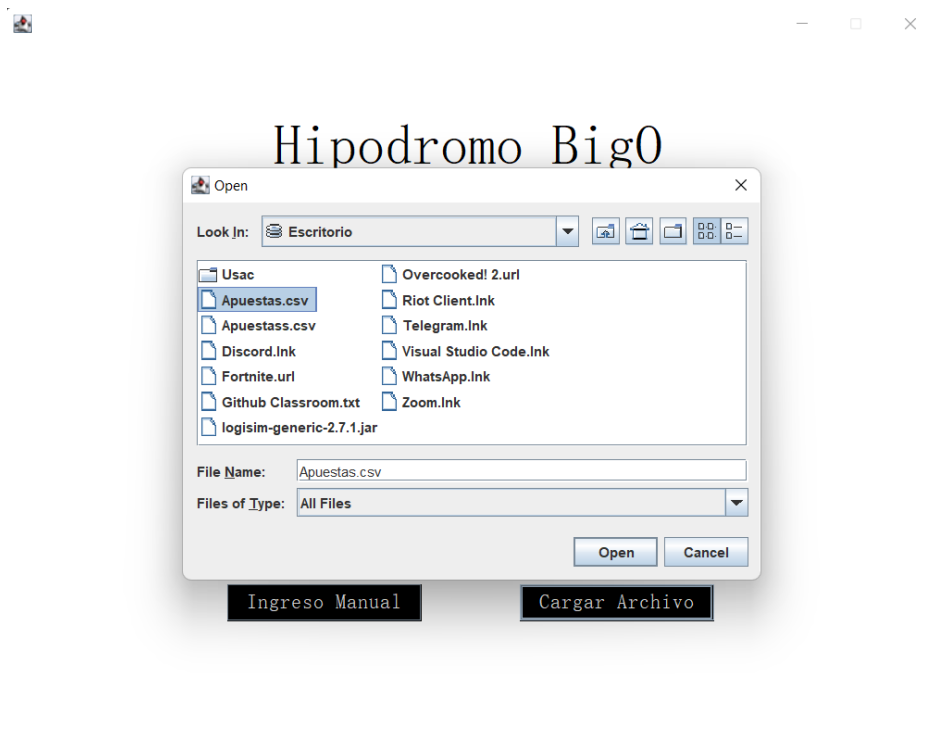 Hipodromo BigO
Open
Look In: Escritorio
Usac
Apuestas.csv
Apuestass.csv
Discord.lnk
Fortnite.url
Github Classroom.txt
logisim-generic-2.7.1.jar
Overcooked! 2.url
Riot Client.lnk
Telegram.lnk
Visual Studio Code.lnk
WhatsApp.lnk
Zoom.lnk
File Name: Apuestas.csv
Files of Type: All Files
Open Cancel
Ingreso Manual Cargar Archivo